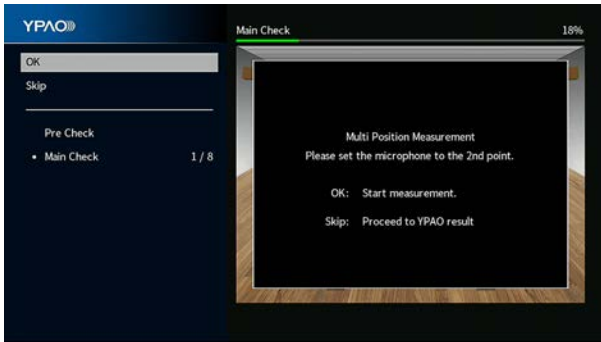 YPAO
Main Check 18%
OK
Skip
Pre Check
• Main Check 1 / 8
Multi Position Measurement
Please set the microphone to the 2nd point.
OK: Start measurement.
Skip: Proceed to YPAO result